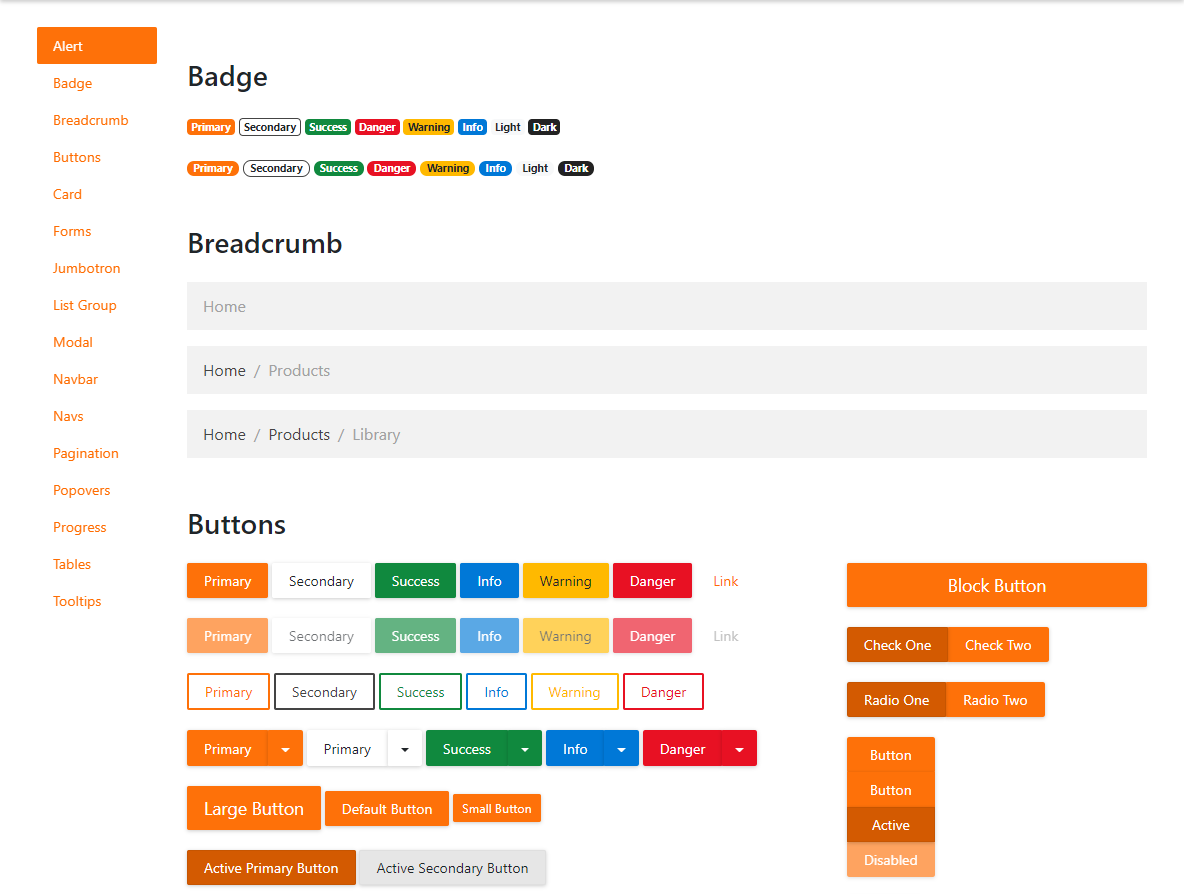 Alert
Badge
Breadcrumb
Buttons
Card
Forms
Jumbotron
List Group
Modal
Navbar
Navs
Pagination
Popovers
Progress
Tables
Tooltips
Badge
Primary Secondary Success Danger Warning Info Light Dark
Primary Secondary Success Danger Warning Info Light Dark
Breadcrumb
Home
Home / Products
Home / Products / Library
Buttons
Primary Secondary Success Info Warning Danger Link
Primary Secondary Success Info Warning Danger Link
Primary Secondary Success Info Warning Danger
Primary Primary Success Info Danger
Large Button Default Button Small Button
Active Primary Button Active Secondary Button
Block Button
Check One Check Two
Radio One Radio Two
Button
Button
Active
Disabled